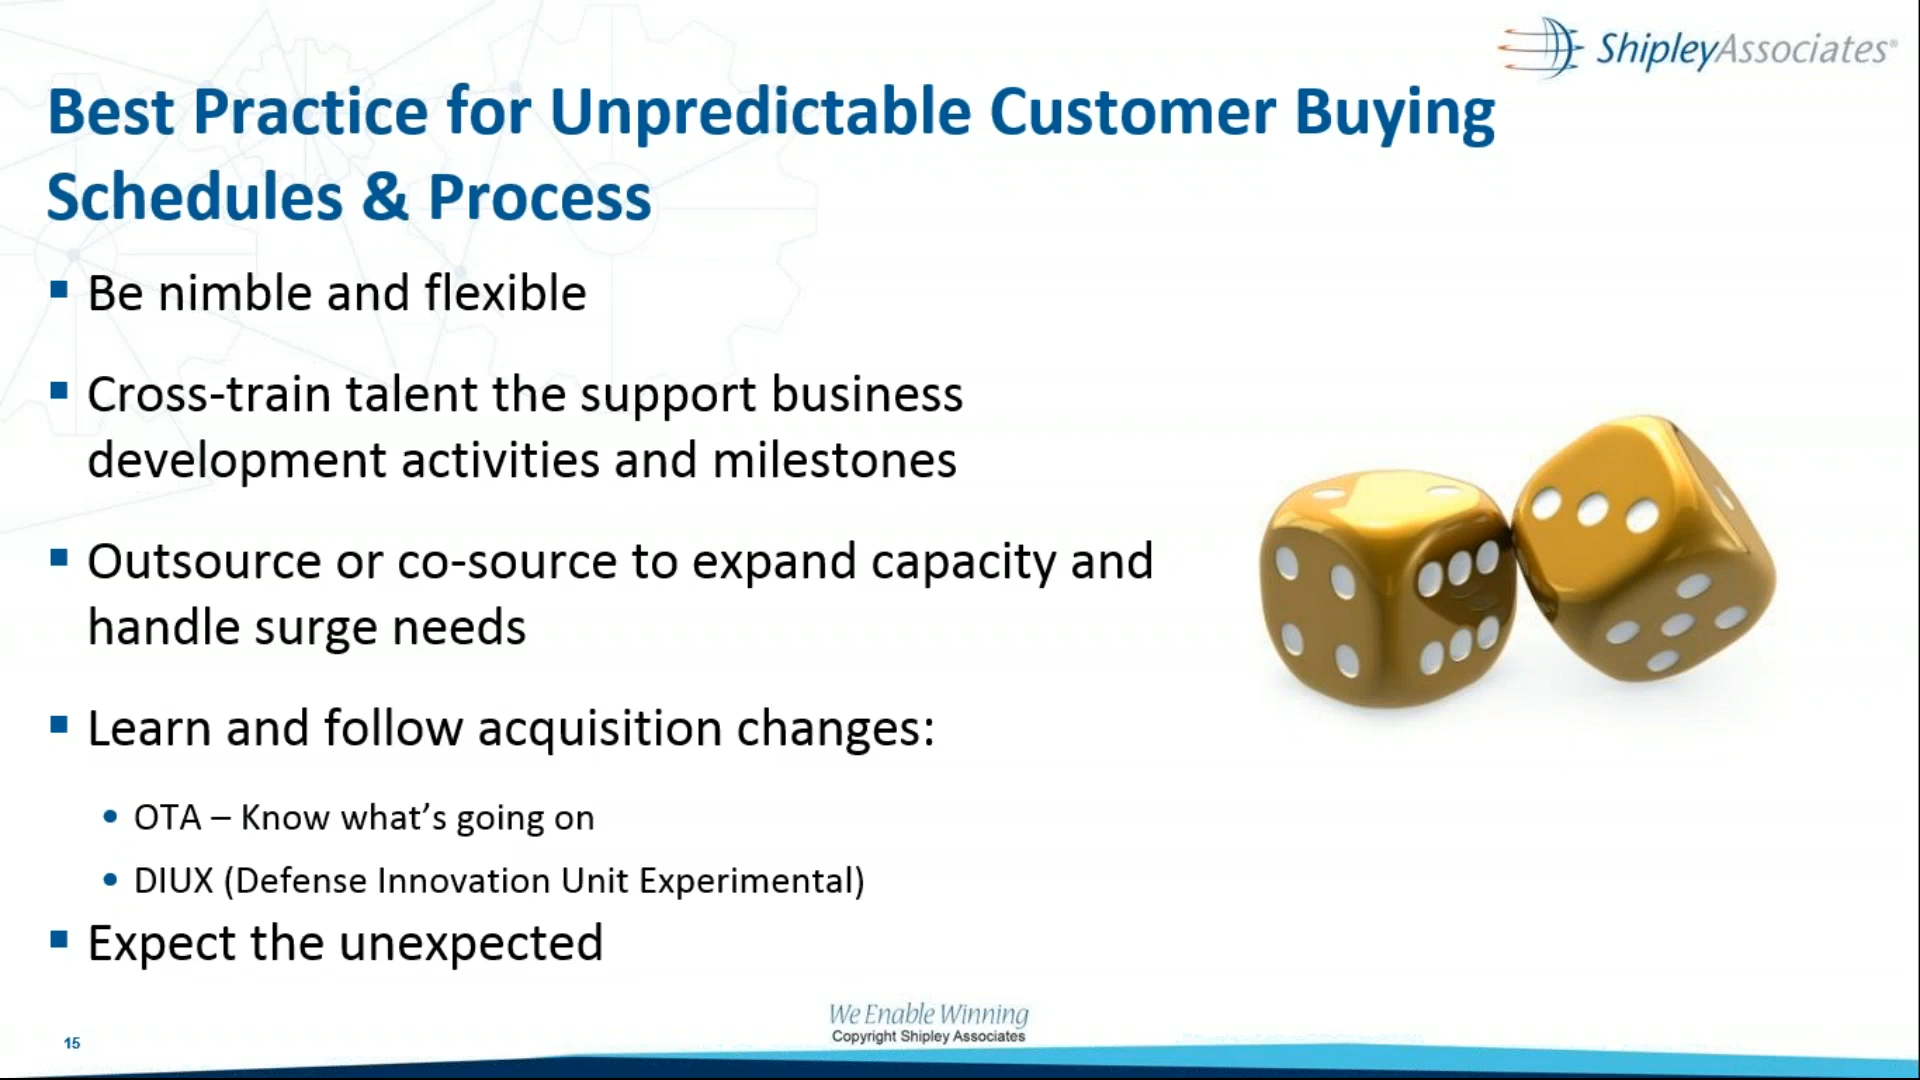 ShipleyAssociates®
Best Practice for Unpredictable Customer Buying
Schedules & Process
▪ Be nimble and flexible
▪ Cross-train talent the support business
development activities and milestones
▪ Outsource or co-source to expand capacity and
handle surge needs
▪ Learn and follow acquisition changes:
• OTA – Know what’s going on
• DIUX (Defense Innovation Unit Experimental)
▪ Expect the unexpected
We Enable Winning
Copyright Shipley Associates
15